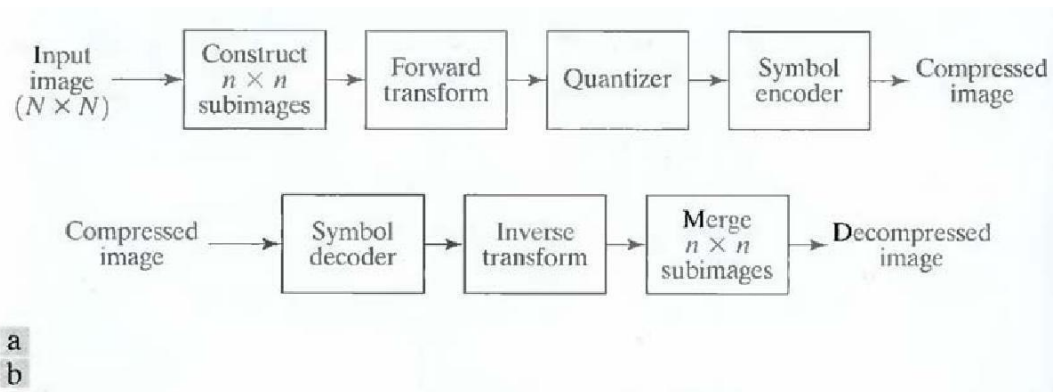 Input
image
(N × N)
Construct
n × n
subimages
Forward
transform
Quantizer
Symbol
encoder
Compressed
image
Compressed
image
Symbol
decoder
Inverse
transform
Merge
n × n
subimages
Decompressed
image
a
b